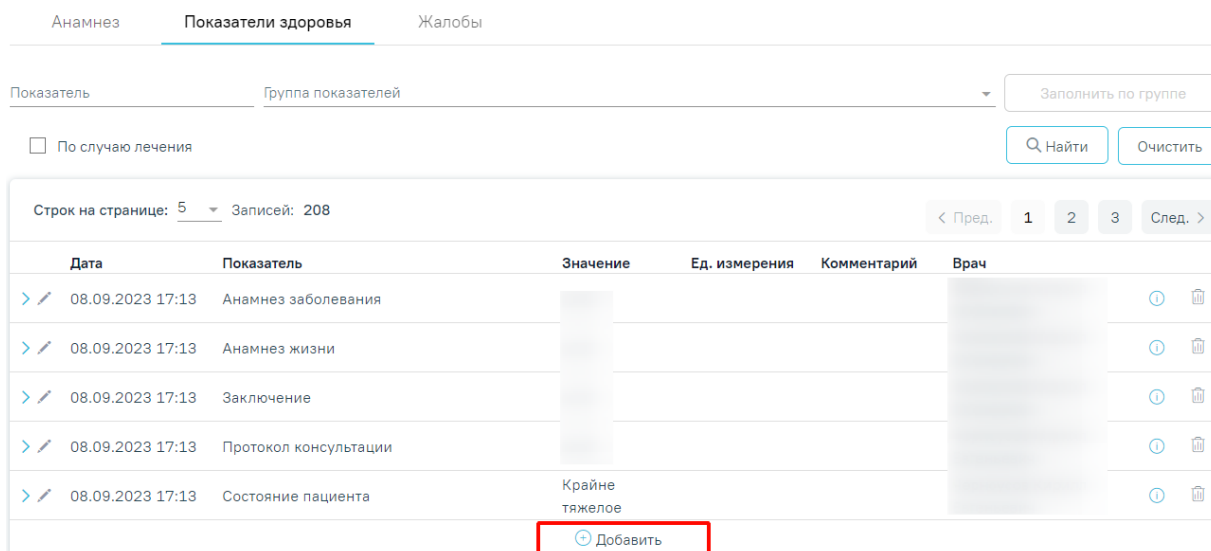 Анамнез Показатели здоровья Жалобы
Показатель Группа показателей Заполнить по группе
По случаю лечения Найти Очистить
Строк на странице: 5 Записей: 208 < Пред. 1 2 3 След. >
Дата Показатель Значение Ед. измерения Комментарий Врач
08.09.2023 17:13 Анамнез заболевания
08.09.2023 17:13 Анамнез жизни
08.09.2023 17:13 Заключение
08.09.2023 17:13 Протокол консультации
08.09.2023 17:13 Состояние пациента Крайне
тяжелое
Добавить